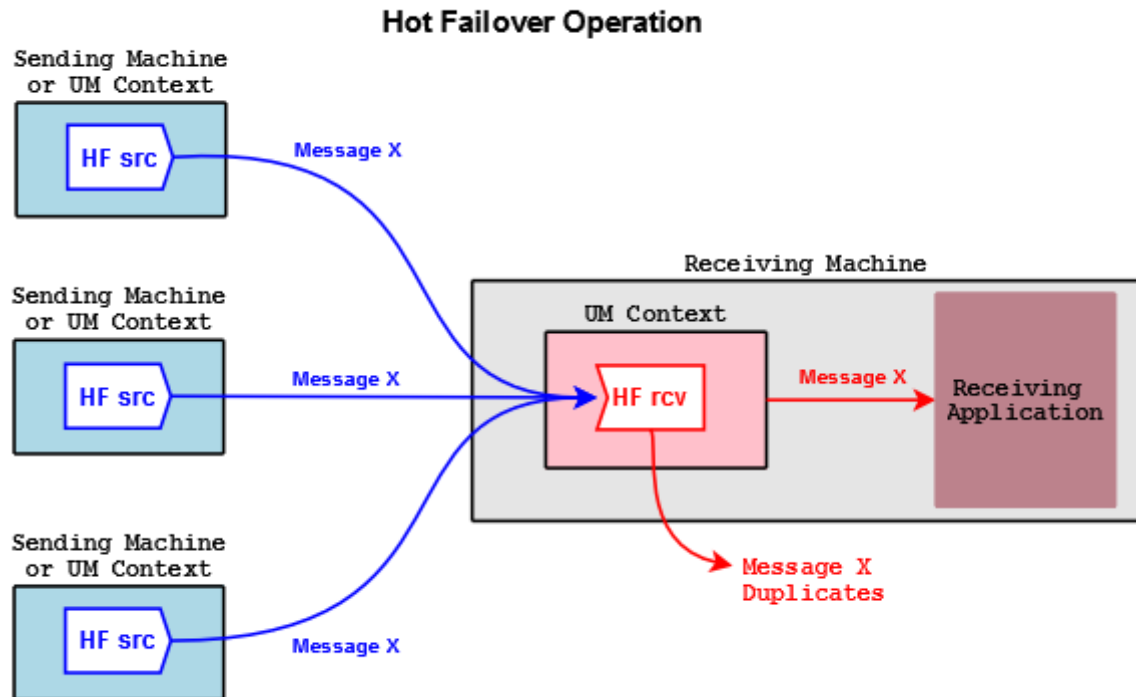 Hot Failover Operation
Sending Machine
or UM Context
HF src
Message X
Sending Machine
or UM Context
HF src
Message X
Sending Machine
or UM Context
HF src
Message X
Receiving Machine
UM Context
HF rcv
Message X
Receiving
Application
Message X
Duplicates